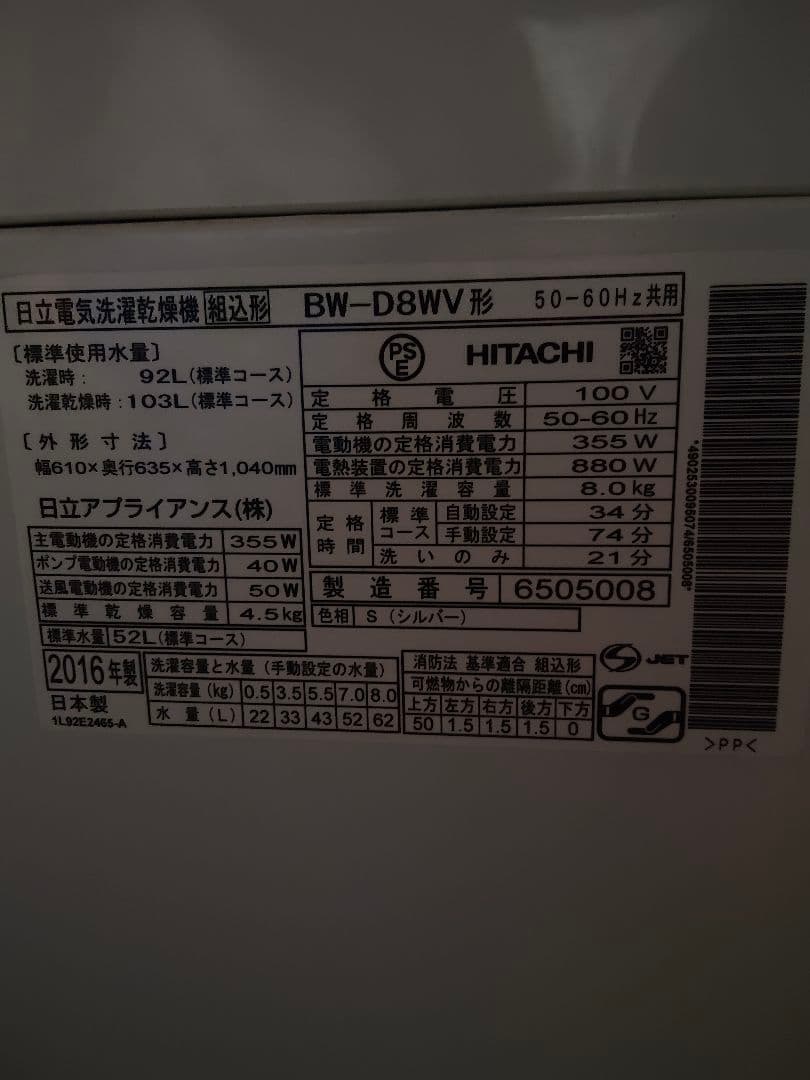 日立電気洗濯乾燥機 組込形 BW-D8WV形 50-60Hz共用
〔標準使用水量〕
洗濯時： 92L(標準コース)
洗濯乾燥時：103L(標準コース)
〔外形寸法〕
幅610×奥行635×高さ1,040mm
日立アプライアンス(株)
主電動機の定格消費電力 355W
ポンプ電動機の定格消費電力 40W
送風電動機の定格消費電力 50W
標準乾燥容量 4.5kg
標準水量 52L(標準コース)
2016年製
日本製
1L92E2465-A
PSE HITACHI
定格電圧 100V
定格周波数 50-60Hz
電動機の定格消費電力 355W
電熱装置の定格消費電力 880W
標準洗濯容量 8.0kg
定格時間 標準コース 自動設定 34分
手動設定 74分
洗いのみ 21分
製造番号 6505008
色相 S（シルバー）
洗濯容量と水量（手動設定の水量）
洗濯容量(kg) 0.5 3.5 5.5 7.0 8.0
水量(L) 22 33 43 52 62
消防法 基準適合 組込形
可燃物からの離隔距離(cm)
上方 左方 右方 後方 下方
50 1.5 1.5 1.5 0
S JET
G
*4902530095074/6505008*
>PP<